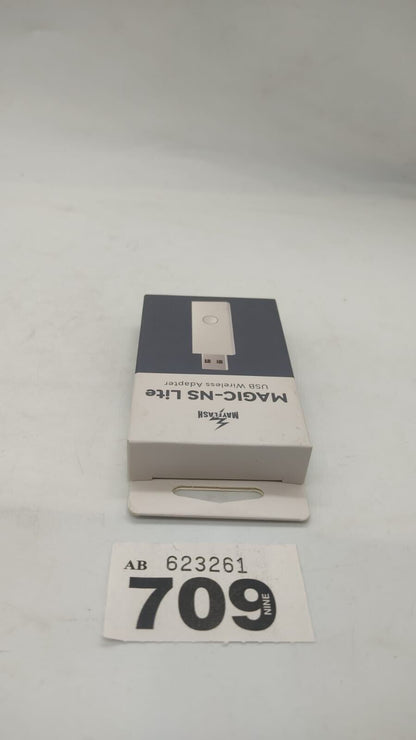 MAYFLASH
MAGIC-NS Lite
USB Wireless Adapter
AB 623261
709
NINE